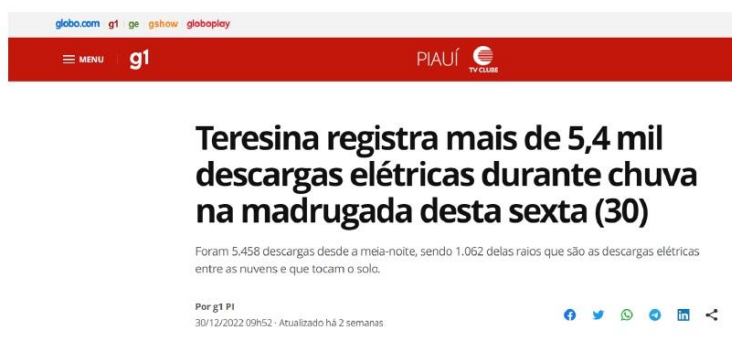 globo.com g1 ge gshow globoplay
MENU g1 PIAUÍ TV CLUBE
Teresina registra mais de 5,4 mil
descargas elétricas durante chuva
na madrugada desta sexta (30)
Foram 5.458 descargas desde a meia-noite, sendo 1.062 delas raios que são as descargas elétricas
entre as nuvens e que tocam o solo.
Por g1 PI
30/12/2022 09h52 · Atualizado há 2 semanas